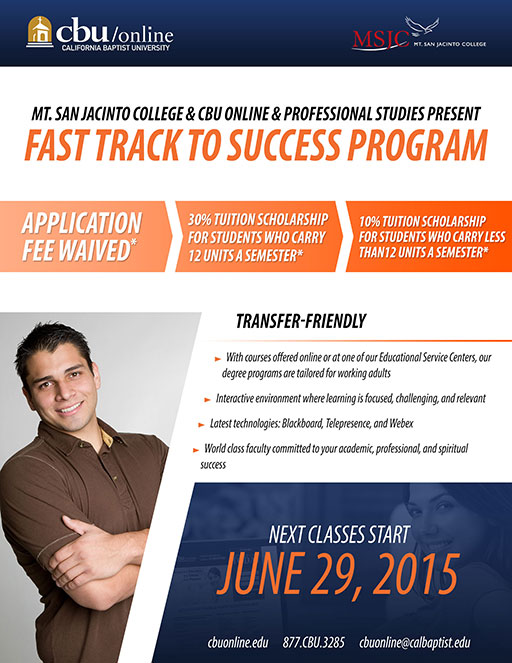 cbu/online
CALIFORNIA BAPTIST UNIVERSITY
MSJC MT. SAN JACINTO COLLEGE
MT. SAN JACINTO COLLEGE & CBU ONLINE & PROFESSIONAL STUDIES PRESENT
FAST TRACK TO SUCCESS PROGRAM
APPLICATION
FEE WAIVED*
30% TUITION SCHOLARSHIP
FOR STUDENTS WHO CARRY
12 UNITS A SEMESTER*
10% TUITION SCHOLARSHIP
FOR STUDENTS WHO CARRY LESS
THAN12 UNITS A SEMESTER*
TRANSFER-FRIENDLY
► With courses offered online or at one of our Educational Service Centers, our
degree programs are tailored for working adults
► Interactive environment where learning is focused, challenging, and relevant
► Latest technologies: Blackboard, Telepresence, and Webex
► World class faculty committed to your academic, professional, and spiritual
success
NEXT CLASSES START
JUNE 29, 2015
cbuonline.edu 877.CBU.3285 cbuonline@calbaptist.edu